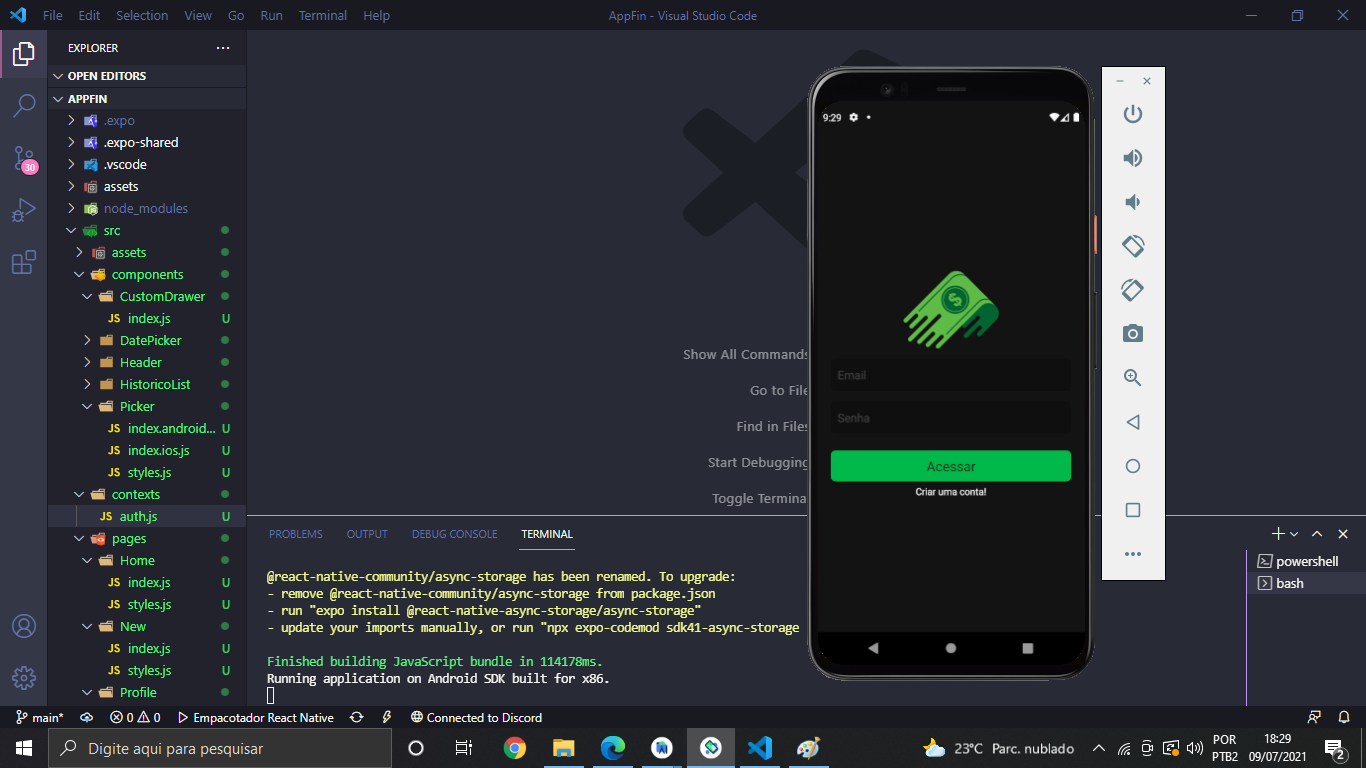 File Edit Selection View Go Run Terminal Help
AppFin - Visual Studio Code
EXPLORER
OPEN EDITORS
APPFIN
.expo
.expo-shared
.vscode
assets
node_modules
src
assets
components
CustomDrawer
JS index.js U
DatePicker
Header
HistoricoList
Picker
JS index.android... U
JS index.ios.js U
JS styles.js U
contexts
JS auth.js U
pages
Home
JS index.js U
JS styles.js U
New
JS index.js U
JS styles.js U
Profile
30
Show All Commands
Go to File
Find in Files
Start Debugging
Toggle Termina
9:29
Email
Senha
Acessar
Criar uma conta!
PROBLEMS OUTPUT DEBUG CONSOLE TERMINAL
@react-native-community/async-storage has been renamed. To upgrade:
- remove @react-native-community/async-storage from package.json
- run "expo install @react-native-async-storage/async-storage"
- update your imports manually, or run "npx expo-codemod sdk41-async-storage
Finished building JavaScript bundle in 114178ms.
Running application on Android SDK built for x86.
powershell
bash
main* 0 0 Empacotador React Native Connected to Discord
Digite aqui para pesquisar
23°C Parc. nublado
POR
PTB2
18:29
09/07/2021
2